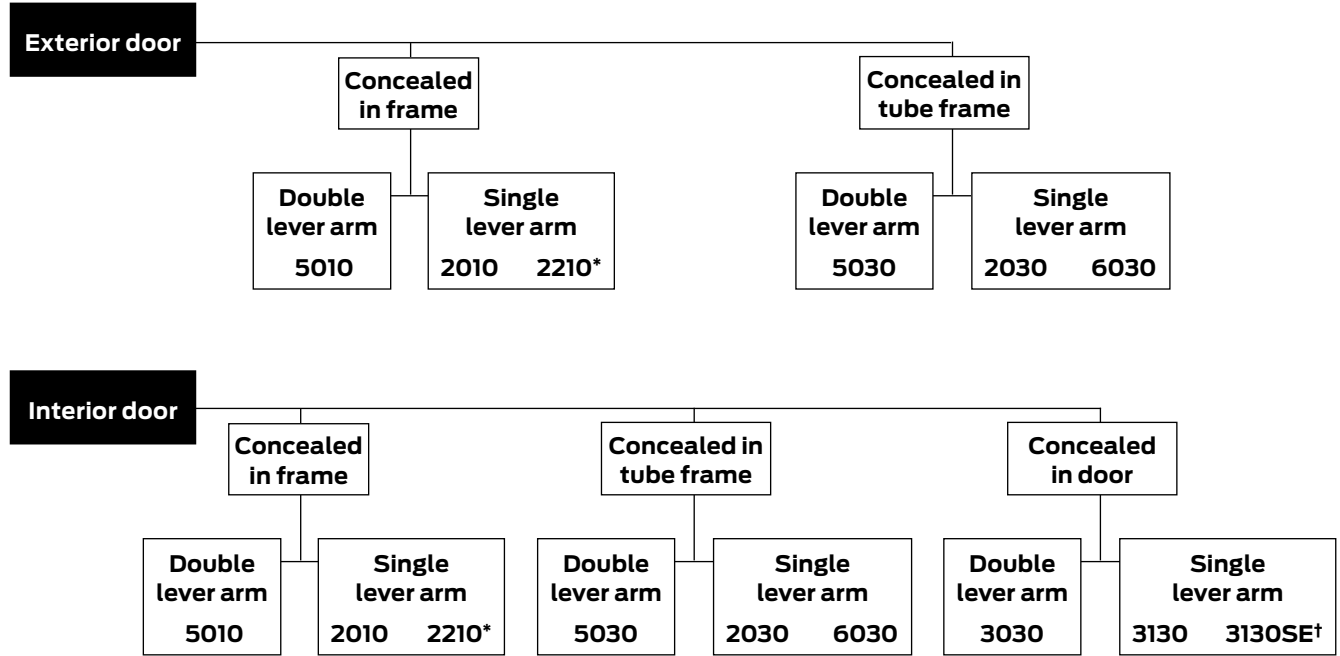 Exterior door
Concealed
in frame
Concealed in
tube frame
Double
lever arm
5010
Single
lever arm
2010 2210*
Double
lever arm
5030
Single
lever arm
2030 6030
Interior door
Concealed
in frame
Concealed in
tube frame
Concealed
in door
Double
lever arm
5010
Single
lever arm
2010 2210*
Double
lever arm
5030
Single
lever arm
2030 6030
Double
lever arm
3030
Single
lever arm
3130 3130SE†